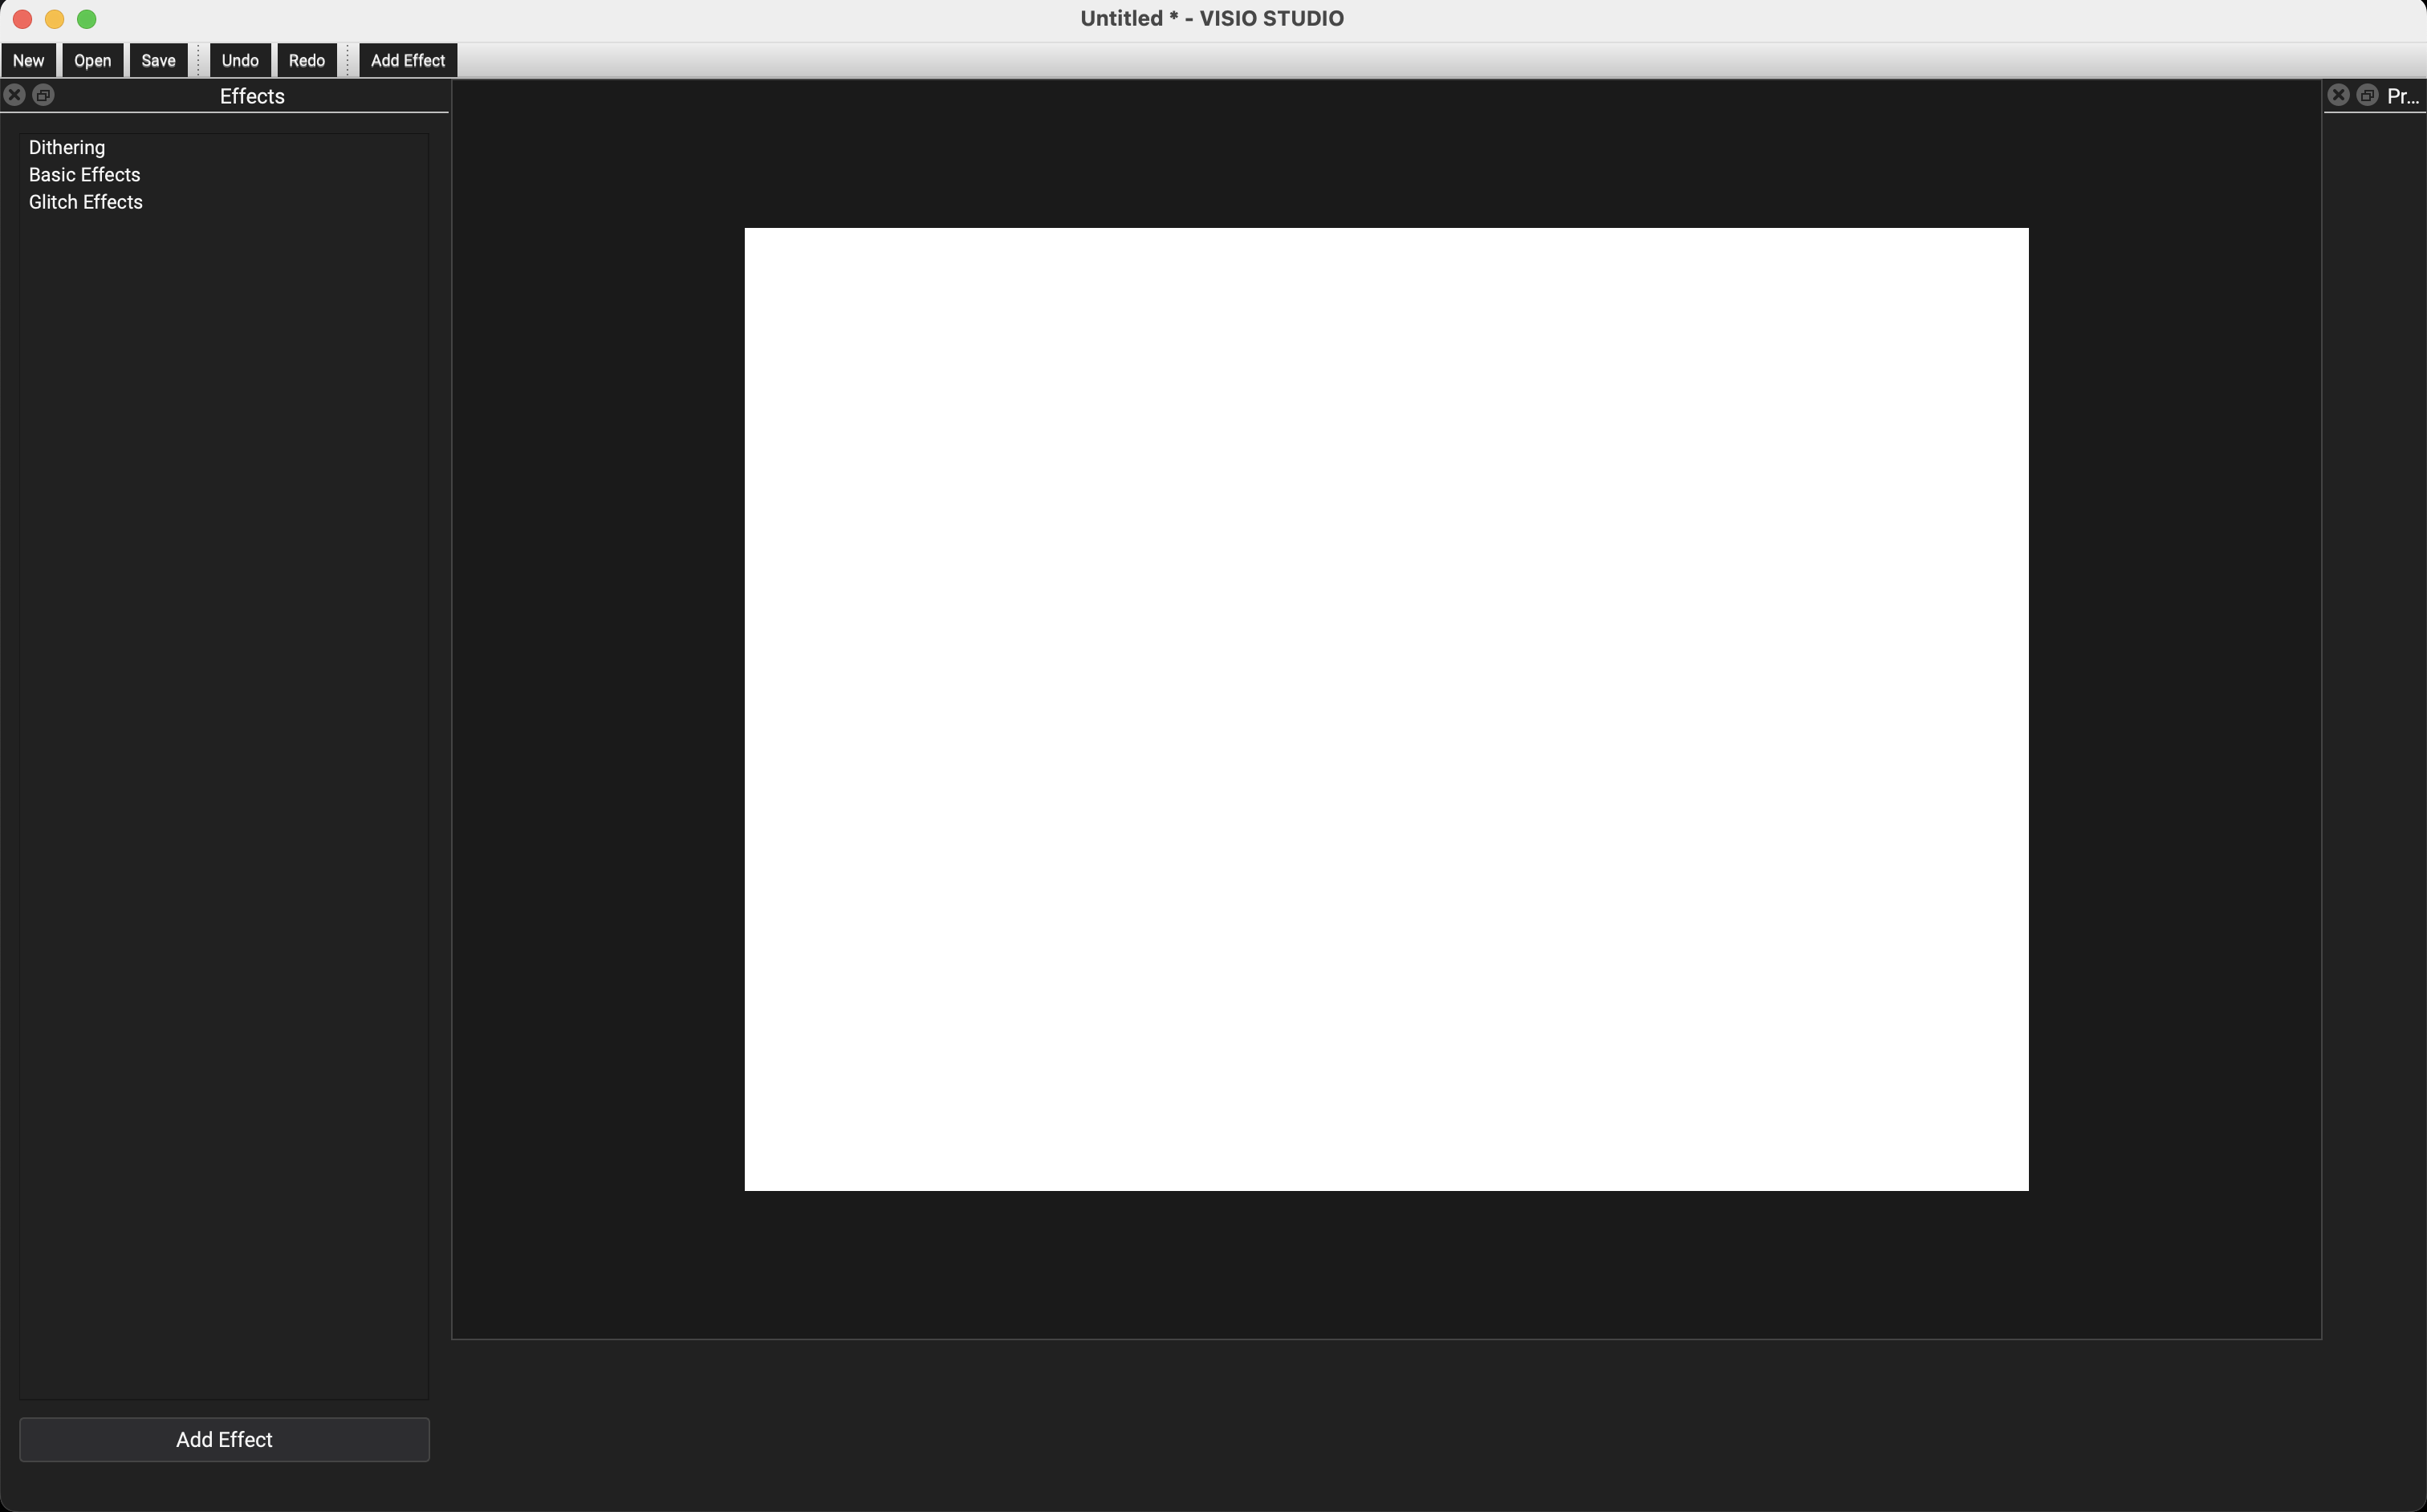 Untitled * - VISIO STUDIO
New Open Save Undo Redo Add Effect
Effects
Pr...
Dithering
Basic Effects
Glitch Effects
Add Effect